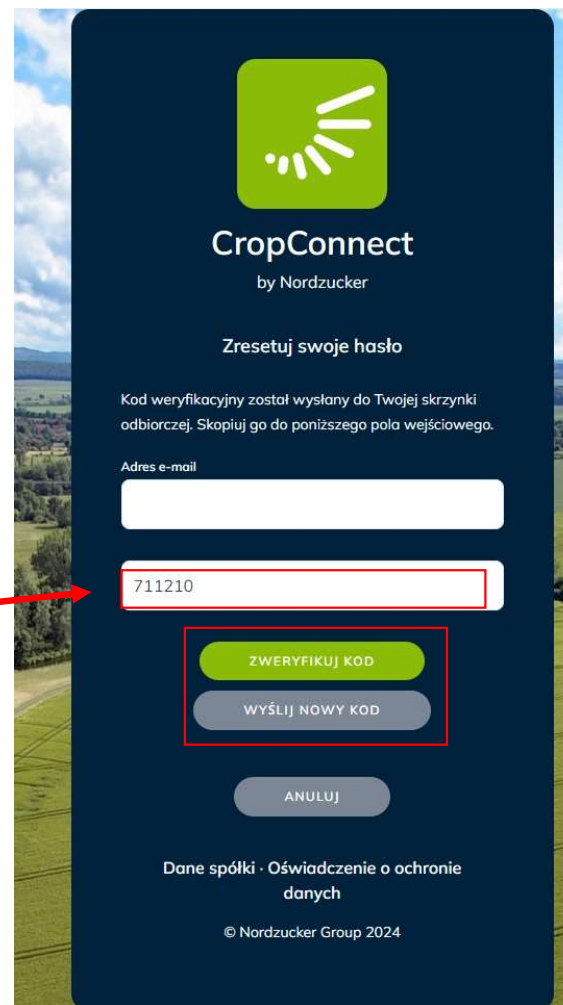 CropConnect
by Nordzucker
Zresetuj swoje hasło
Kod weryfikacyjny został wysłany do Twojej skrzynki
odbiorczej. Skopiuj go do poniższego pola wejściowego.
Adres e-mail
711210
ZWERYFIKUJ KOD
WYŚLIJ NOWY KOD
ANULUJ
Dane spółki · Oświadczenie o ochronie
danych
© Nordzucker Group 2024